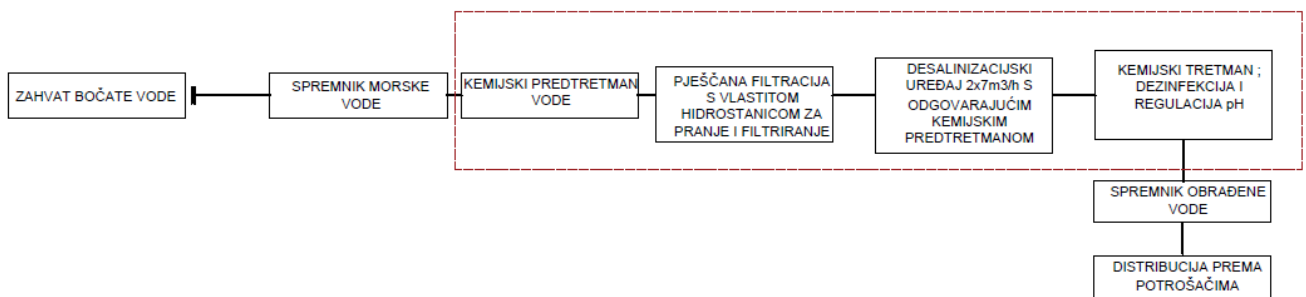 ZAHVAT BOČATE VODE
SPREMNIK MORSKE
VODE
KEMIJSKI PREDTRETMAN
VODE
PJEŠČANA FILTRACIJA
S VLASTITOM
HIDROSTANICOM ZA
PRANJE I FILTRIRANJE
DESALINIZACIJSKI
UREĐAJ 2x7m3/h S
ODGOVARAJUĆIM
KEMIJSKIM
PREDTRETMANOM
KEMIJSKI TRETMAN ;
DEZINFEKCIJA I
REGULACIJA pH
SPREMNIK OBRAĐENE
VODE
DISTRIBUCIJA PREMA
POTROŠAČIMA